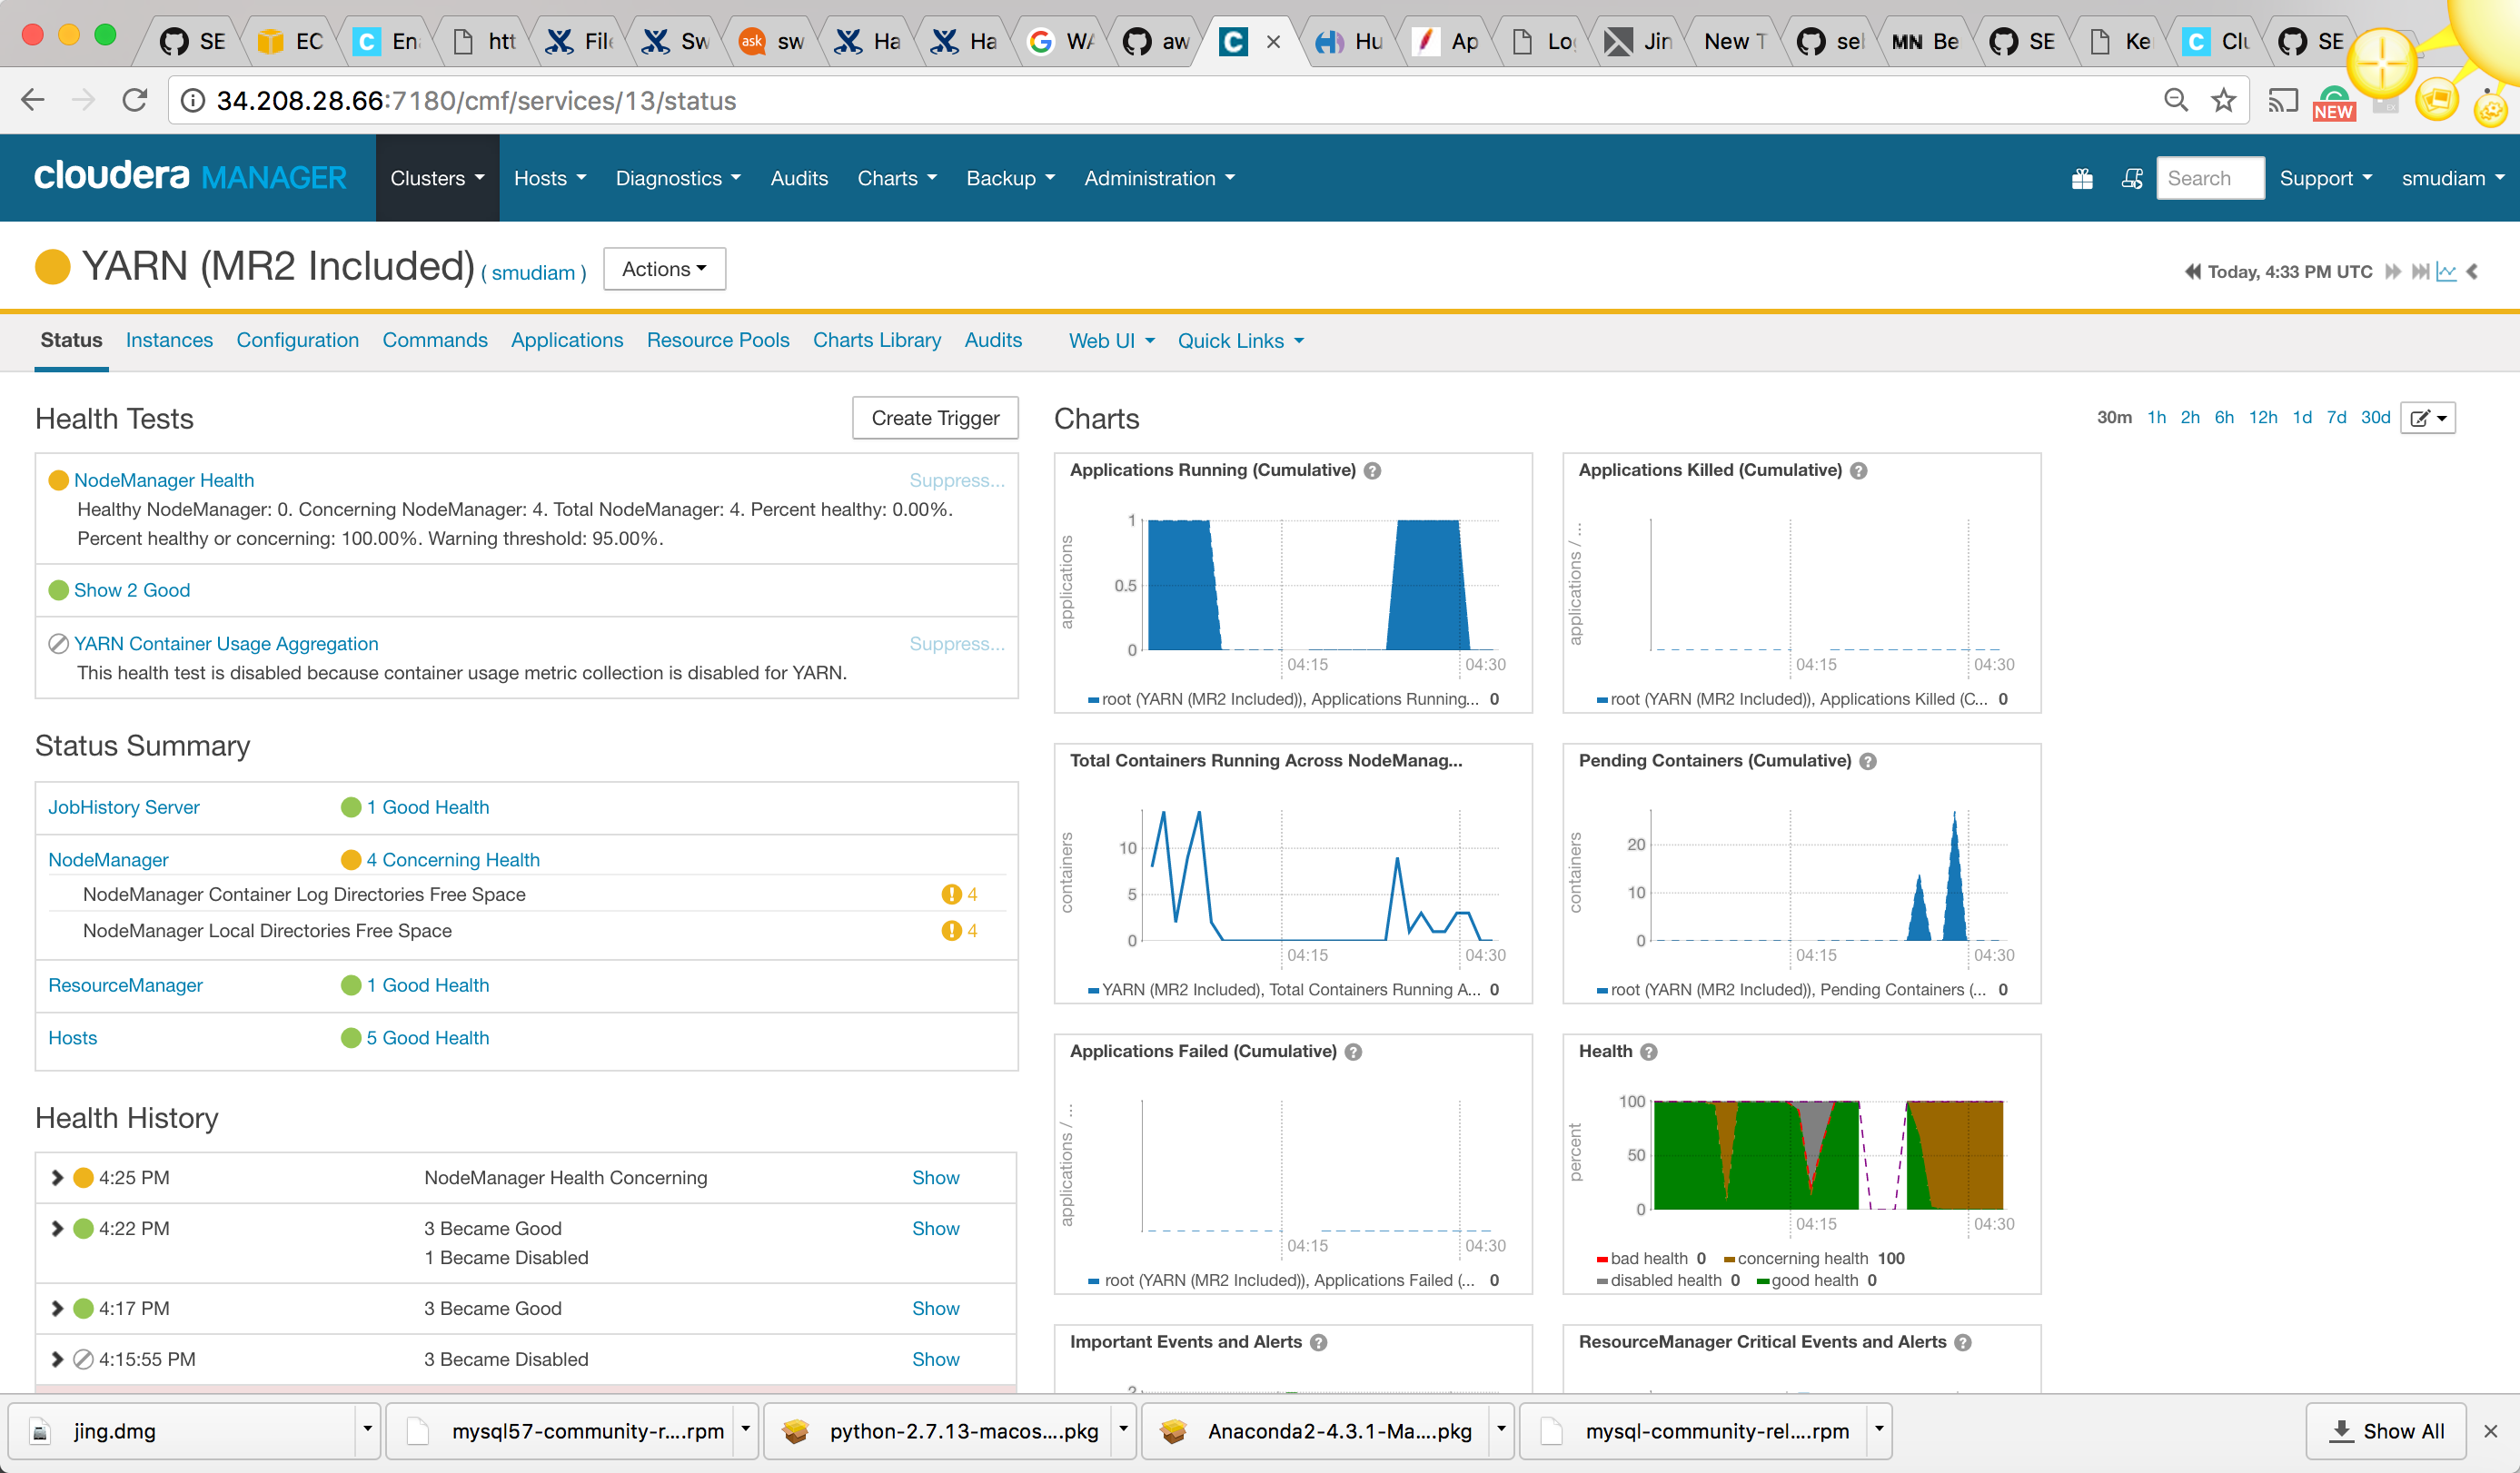 SE
EC
C
En
htt
File
Sw
ask
sw
Ha
Ha
G
WA
aw
C
Hu
Ap
Lo
Jin
New T
sel
MN
Be
SE
Ke
C
Clu
SE
34.208.28.66:7180/cmf/services/13/status
NEW
cloudera MANAGER
Clusters
Hosts
Diagnostics
Audits
Charts
Backup
Administration
Search
Support
smudiam
YARN (MR2 Included) ( smudiam )
Actions
Today, 4:33 PM UTC
Status
Instances
Configuration
Commands
Applications
Resource Pools
Charts Library
Audits
Web UI
Quick Links
Health Tests
Create Trigger
NodeManager Health
Suppress...
Healthy NodeManager: 0. Concerning NodeManager: 4. Total NodeManager: 4. Percent healthy: 0.00%.
Percent healthy or concerning: 100.00%. Warning threshold: 95.00%.
Show 2 Good
YARN Container Usage Aggregation
Suppress...
This health test is disabled because container usage metric collection is disabled for YARN.
Status Summary
JobHistory Server
1 Good Health
NodeManager
4 Concerning Health
NodeManager Container Log Directories Free Space
4
NodeManager Local Directories Free Space
4
ResourceManager
1 Good Health
Hosts
5 Good Health
Health History
4:25 PM
NodeManager Health Concerning
Show
4:22 PM
3 Became Good
Show
1 Became Disabled
4:17 PM
3 Became Good
Show
4:15:55 PM
3 Became Disabled
Show
Charts
30m
1h
2h
6h
12h
1d
7d
30d
Applications Running (Cumulative)
applications
1
0.5
0
04:15
04:30
root (YARN (MR2 Included)), Applications Running... 0
Applications Killed (Cumulative)
applications / ...
04:15
04:30
root (YARN (MR2 Included)), Applications Killed (C... 0
Total Containers Running Across NodeManag...
containers
10
5
0
04:15
04:30
YARN (MR2 Included), Total Containers Running A... 0
Pending Containers (Cumulative)
containers
20
10
0
04:15
04:30
root (YARN (MR2 Included)), Pending Containers (... 0
Applications Failed (Cumulative)
applications / ...
04:15
04:30
root (YARN (MR2 Included)), Applications Failed (... 0
Health
percent
100
50
0
04:15
04:30
bad health 0
concerning health 100
disabled health 0
good health 0
Important Events and Alerts
2
ResourceManager Critical Events and Alerts
jing.dmg
mysql57-community-r....rpm
python-2.7.13-macos....pkg
Anaconda2-4.3.1-Ma....pkg
mysql-community-rel....rpm
Show All